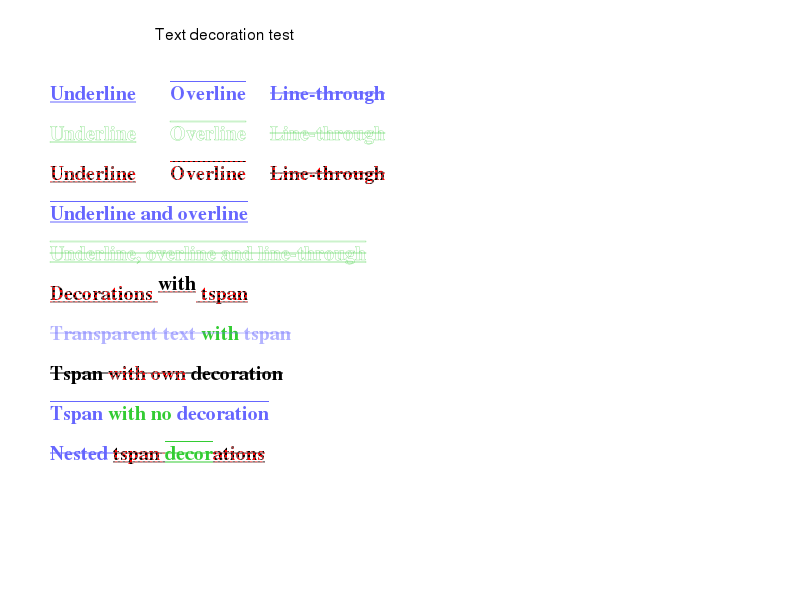 Text decoration test
Underline Overline Line-through
Underline Overline Line-through
Underline Overline Line-through
Underline and overline
Underline, overline and line-through
Decorations with tspan
Transparent text with tspan
Tspan with own decoration
Tspan with no decoration
Nested tspan decorations